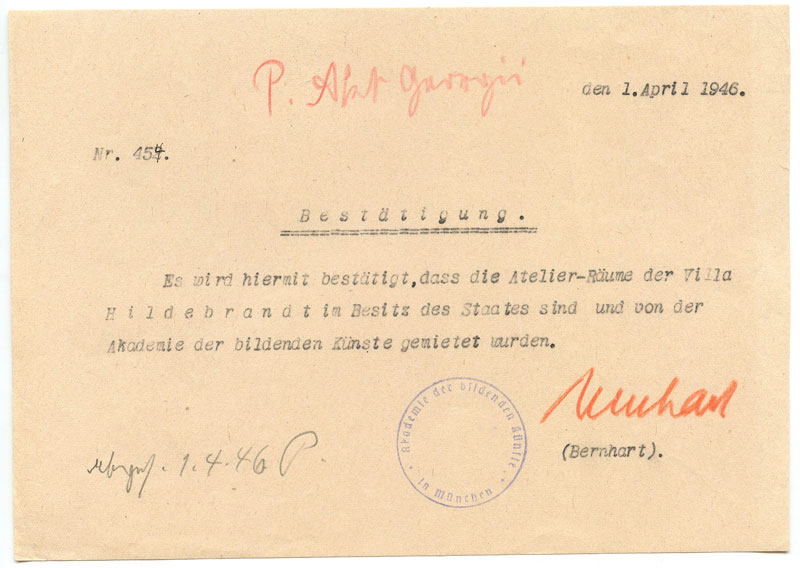 P. Akt Georgii
den 1. April 1946.
Nr. 454.
Bestätigung.
Es wird hiermit bestätigt,dass die Atelier-Räume der Villa
Hildebrandt im Besitz des Staates sind und von der
Akademie der bildenden Künste gemietet wurden.
Bernhart
(Bernhart).
Akademie der bildenden Künste
in München
1.4.46 P.